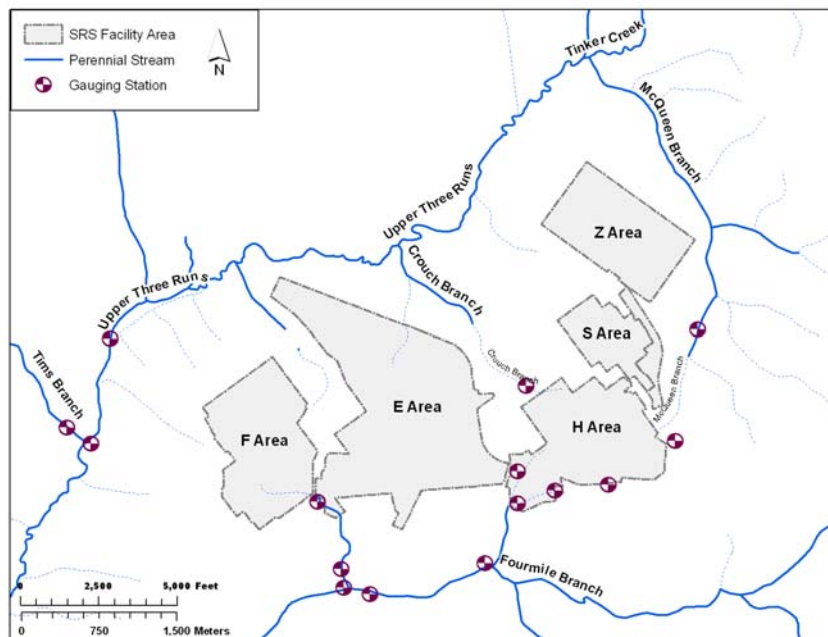 SRS Facility Area
Perennial Stream
Gauging Station
N
Tinker Creek
McQueen Branch
Upper Three Runs
Z Area
Crouch Branch
Upper Three Runs
S Area
Crouch Branch
McQueen Branch
Tims Branch
E Area
F Area
H Area
Fourmile Branch
0 2,500 5,000 Feet
0 750 1,500 Meters